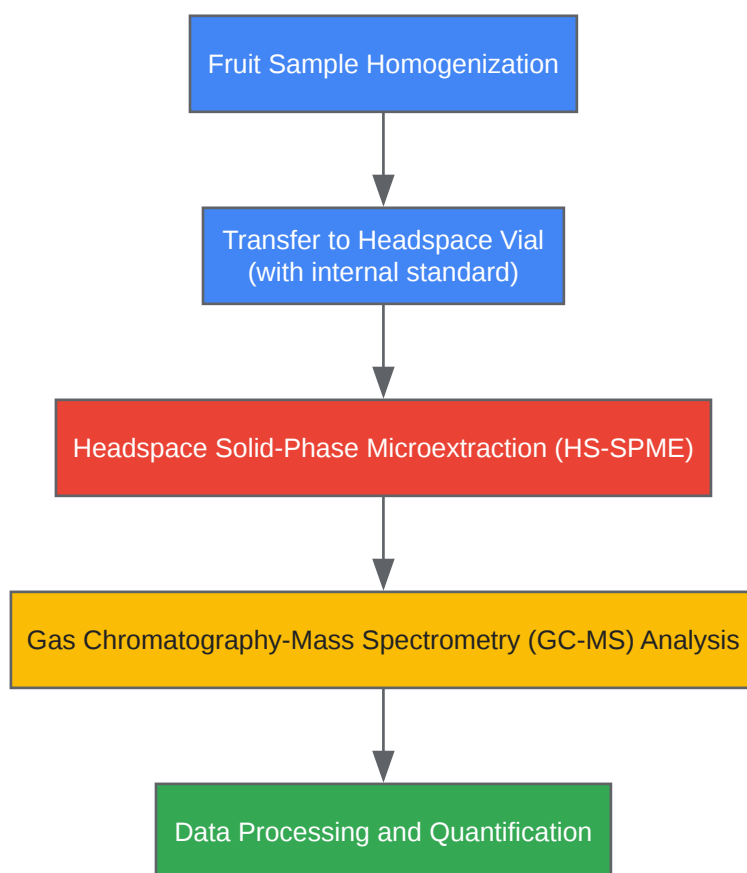 Fruit Sample Homogenization
Transfer to Headspace Vial
(with internal standard)
Headspace Solid-Phase Microextraction (HS-SPME)
Gas Chromatography-Mass Spectrometry (GC-MS) Analysis
Data Processing and Quantification